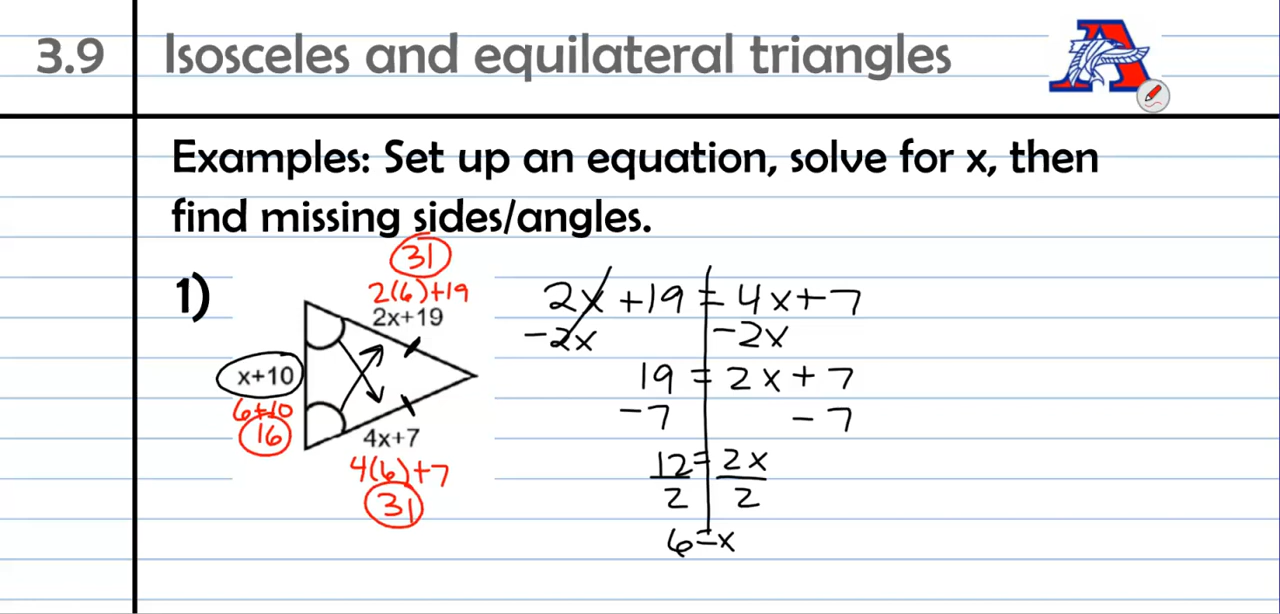 3.9 Isosceles and equilateral triangles
Examples: Set up an equation, solve for x, then
find missing sides/angles.
1)
31
2(6)+19
2x+19
x+10
6+10
16
4x+7
4(6)+7
31
2x +19 = 4x+7
-2x -2x
19 = 2x + 7
-7 -7
12 = 2x
2 2
6=x